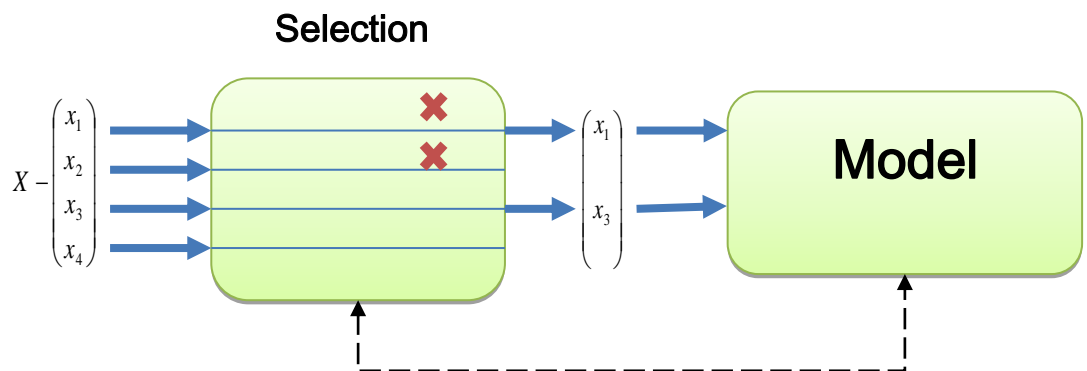 Selection
X – (x₁ x₂ x₃ x₄)
(x₁ x₃)
Model